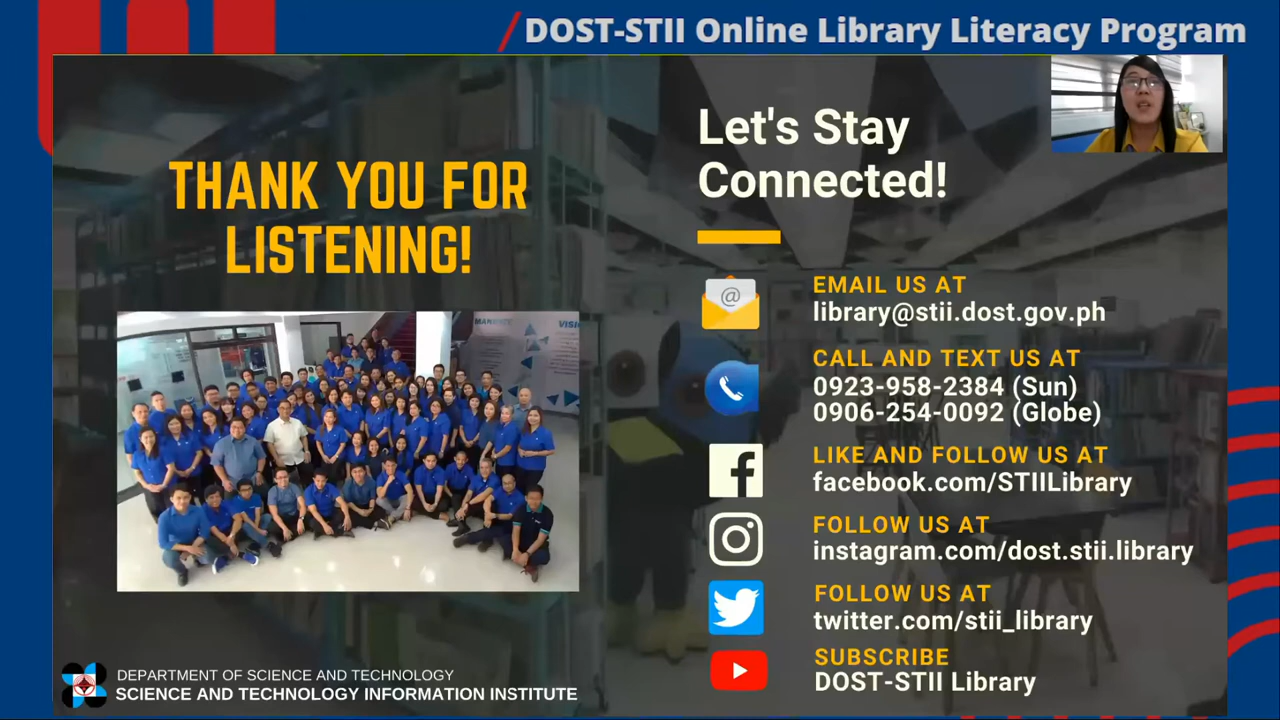 DOST-STII Online Library Literacy Program
THANK YOU FOR
LISTENING!
MANDATE
DEPARTMENT OF SCIENCE AND TECHNOLOGY
SCIENCE AND TECHNOLOGY INFORMATION INSTITUTE
Let's Stay
Connected!
@
EMAIL US AT
library@stii.dost.gov.ph
CALL AND TEXT US AT
0923-958-2384 (Sun)
0906-254-0092 (Globe)
LIKE AND FOLLOW US AT
facebook.com/STIILibrary
FOLLOW US AT
instagram.com/dost.stii.library
FOLLOW US AT
twitter.com/stii_library
SUBSCRIBE
DOST-STII Library